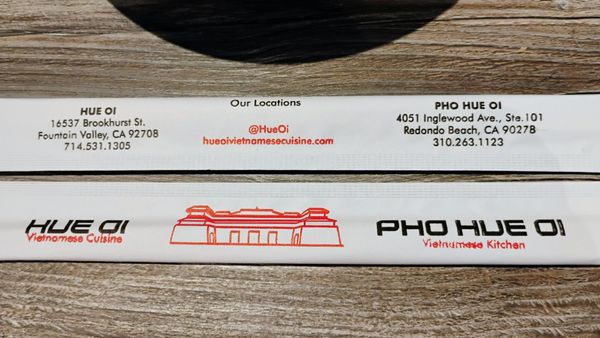 HUE OI
16537 Brookhurst St.
Fountain Valley, CA 92708
714.531.1305
Our Locations
@HueOi
hueoivietnamesecuisine.com
PHO HUE OI
4051 Inglewood Ave., Ste.101
Redondo Beach, CA 90278
310.263.1123
HUE OI
Vietnamese Cuisine
PHO HUE OI
Vietnamese Kitchen